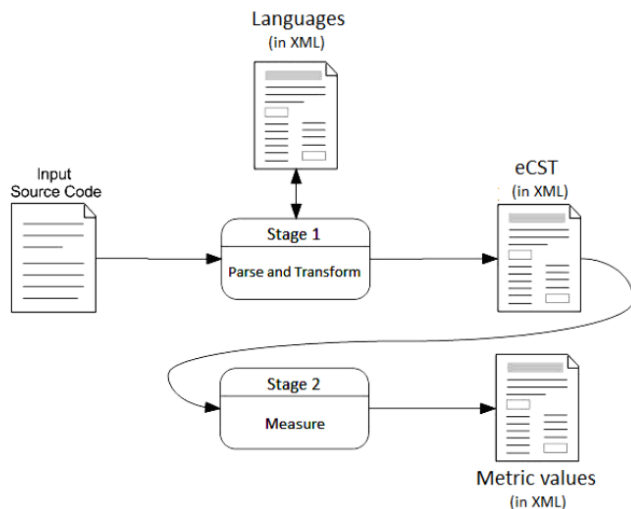 Languages
(in XML)
Input
Source Code
eCST
(in XML)
Stage 1
Parse and Transform
Stage 2
Measure
Metric values
(in XML)